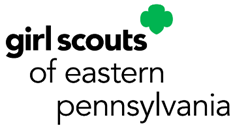 girl scouts
of eastern
pennsylvania